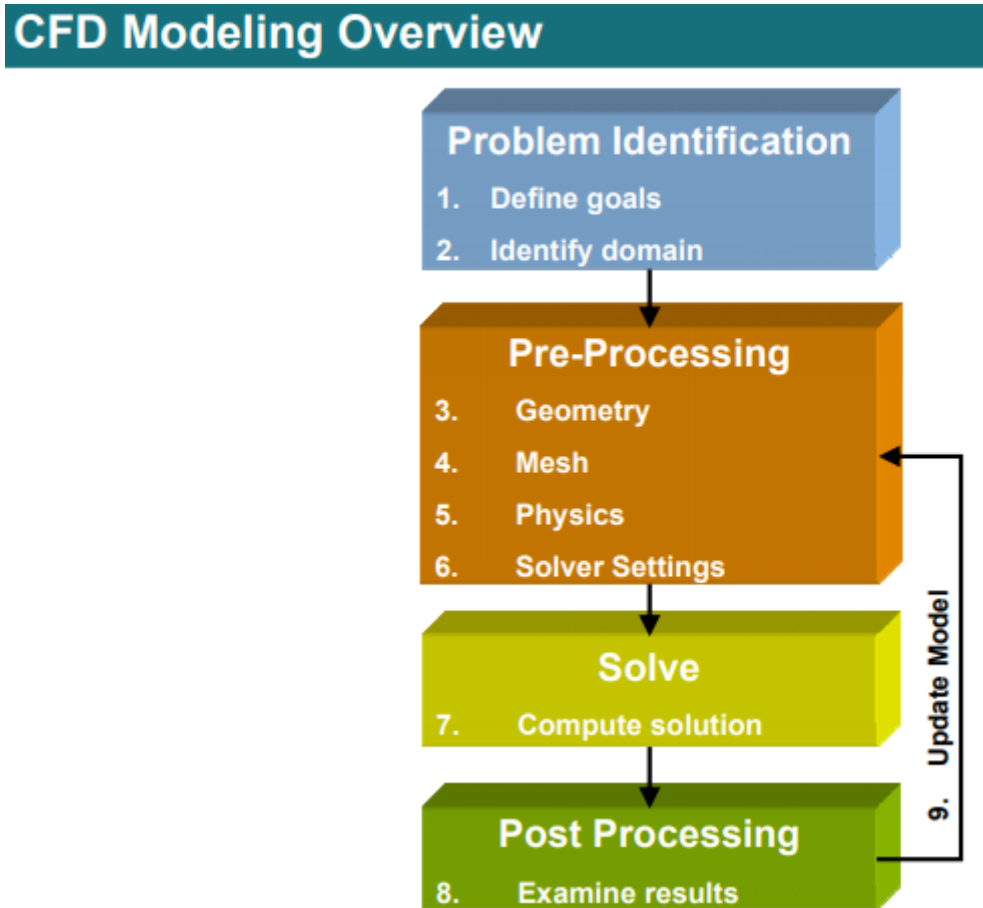 CFD Modeling Overview
Problem Identification
1. Define goals
2. Identify domain
Pre-Processing
3. Geometry
4. Mesh
5. Physics
6. Solver Settings
Solve
7. Compute solution
Post Processing
8. Examine results
9. Update Model